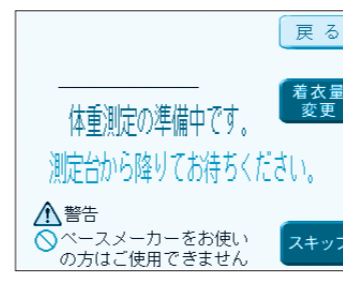 戻る
着衣量
変更
体重測定の準備中です。
測定台から降りてお待ちください。
警告
ペースメーカーをお使い
の方はご使用できません
スキップ